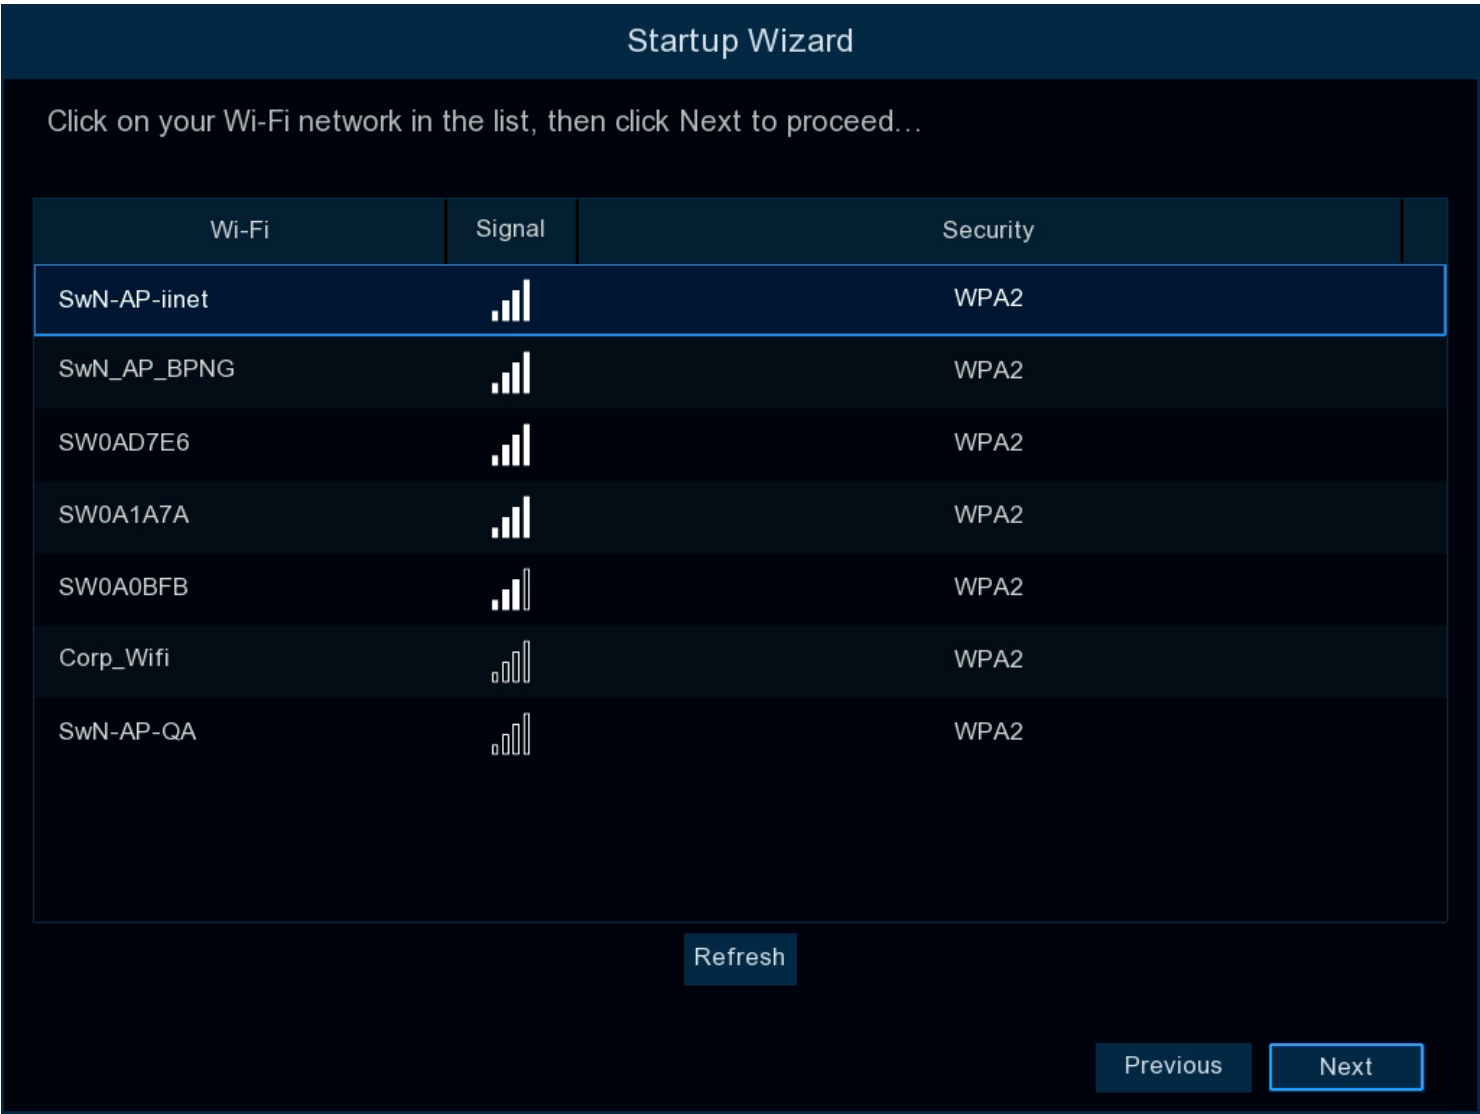 Startup Wizard
Click on your Wi-Fi network in the list, then click Next to proceed...
Wi-Fi Signal Security
SwN-AP-iinet WPA2
SwN_AP_BPNG WPA2
SW0AD7E6 WPA2
SW0A1A7A WPA2
SW0A0BFB WPA2
Corp_Wifi WPA2
SwN-AP-QA WPA2
Refresh
Previous Next